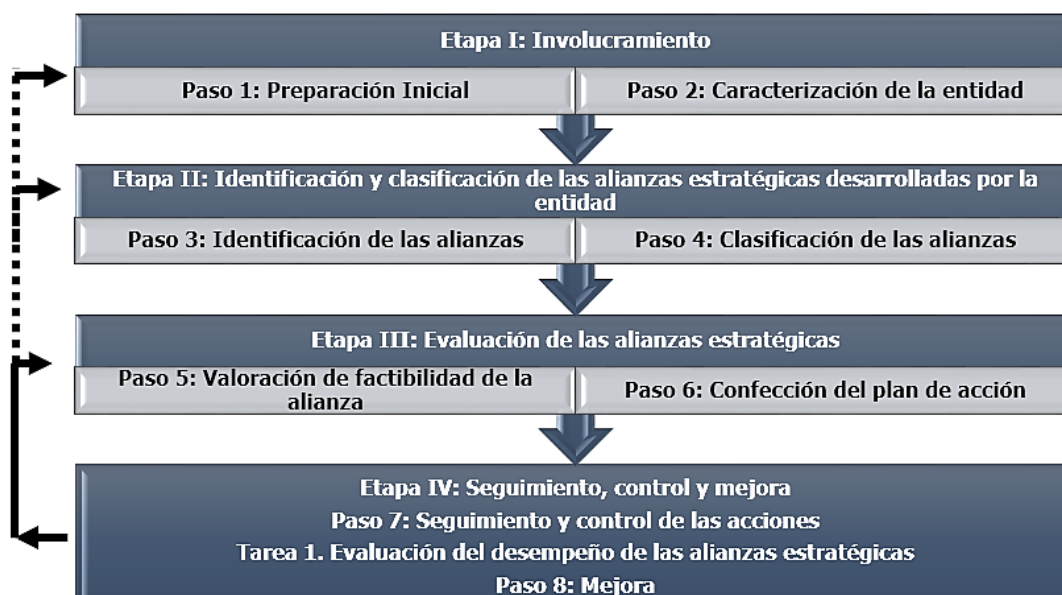 Etapa I: Involucramiento
Paso 1: Preparación Inicial
Paso 2: Caracterización de la entidad
Etapa II: Identificación y clasificación de las alianzas estratégicas desarrolladas por la
entidad
Paso 3: Identificación de las alianzas
Paso 4: Clasificación de las alianzas
Etapa III: Evaluación de las alianzas estratégicas
Paso 5: Valoración de factibilidad de la
alianza
Paso 6: Confección del plan de acción
Etapa IV: Seguimiento, control y mejora
Paso 7: Seguimiento y control de las acciones
Tarea 1. Evaluación del desempeño de las alianzas estratégicas
Paso 8: Mejora